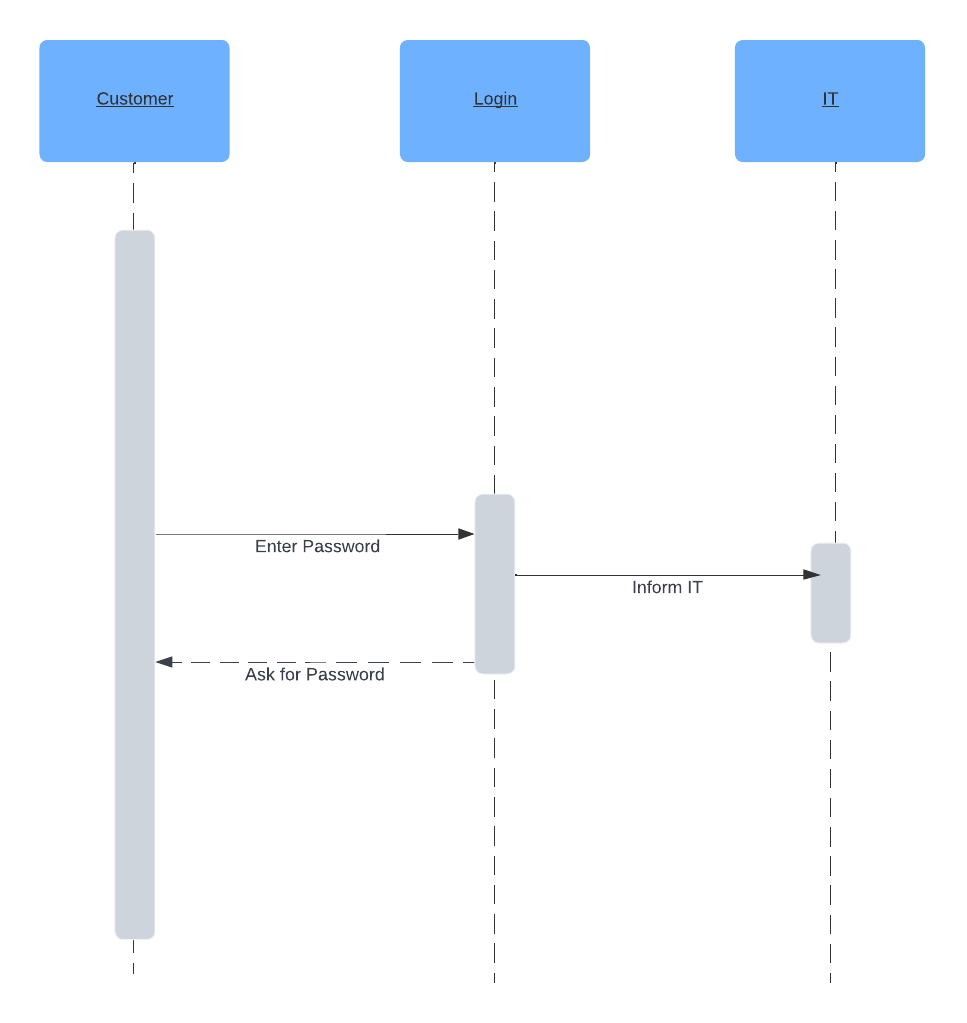 Customer
Login
IT
Enter Password
Inform IT
Ask for Password